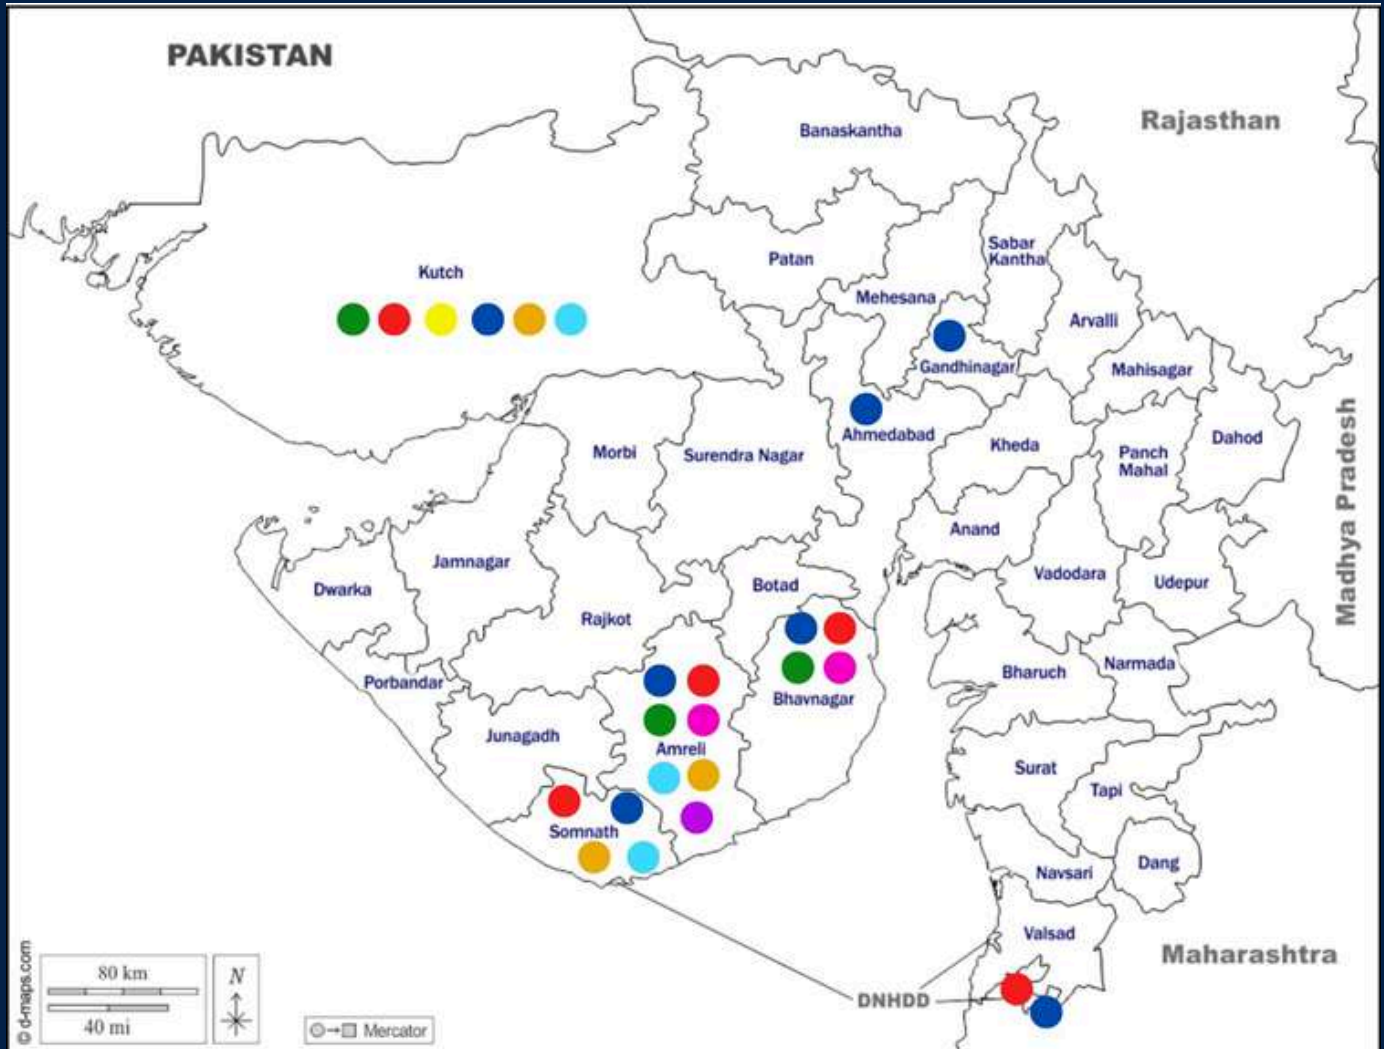 PAKISTAN
Rajasthan
Banaskantha
Patan
Sabar
Kantha
Kutch
Mehesana
Arvalli
Gandhinagar
Mahisagar
Ahmedabad
Kheda
Dahod
Morbi
Surendra Nagar
Panch
Mahal
Madhya Pradesh
Anand
Jamnagar
Dwarka
Botad
Vadodara
Udepur
Rajkot
Porbandar
Bhavnagar
Bharuch
Narmada
Junagadh
Amreli
Surat
Tapi
Somnath
Navsari
Dang
Valsad
Maharashtra
DNHDD
© d-maps.com
80 km
40 mi
N
Mercator